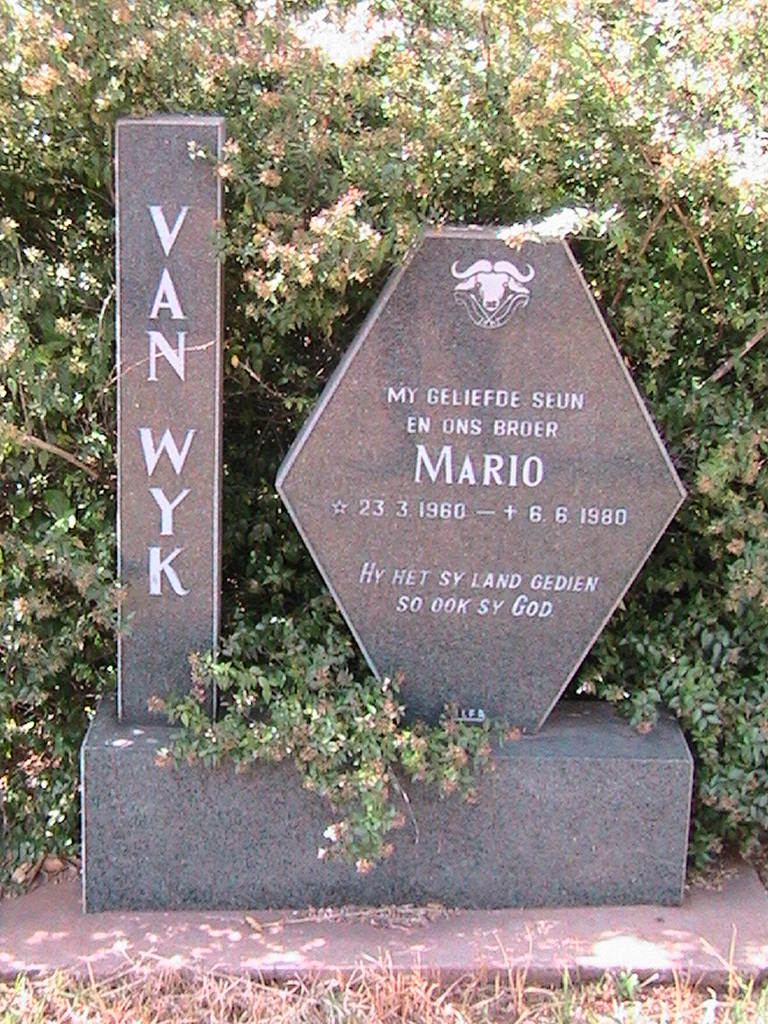 VAN WYK
MY GELIEFDE SEUN
EN ONS BROER
MARIO
☆ 23.3.1960 — † 6.6.1980
HY HET SY LAND GEDIEN
SO OOK SY GOD.